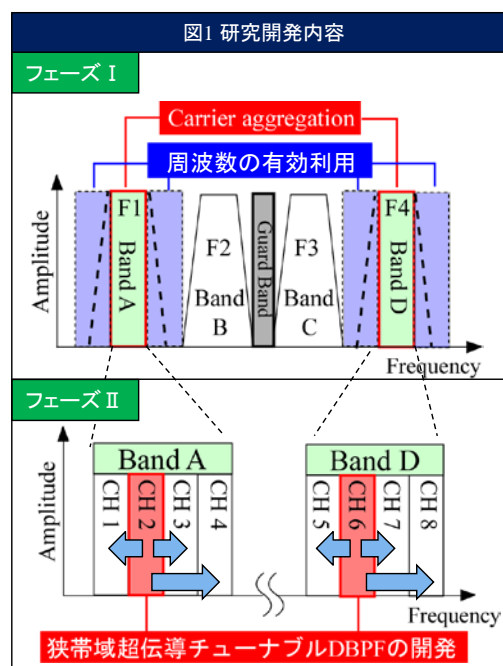 図1 研究開発内容
フェーズⅠ
Carrier aggregation
周波数の有効利用
Amplitude
F1
Band A
F2
Band
B
Guard Band
F3
Band
C
F4
Band D
Frequency
フェーズⅡ
Amplitude
Band A
CH 1
CH 2
CH 3
CH 4
Band D
CH 5
CH 6
CH 7
CH 8
Frequency
狭帯域超伝導チューナブルDBPFの開発